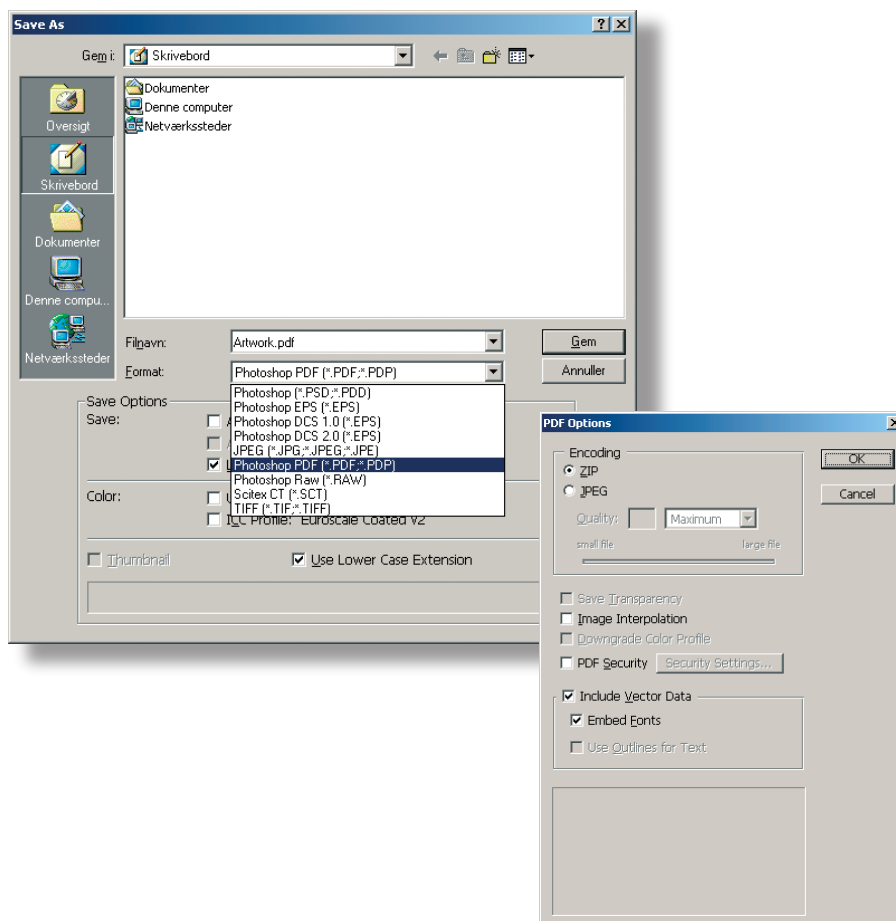 Save As
Gem i:
Skrivebord
Dokumenter
Denne computer
Netværkssteder
Oversigt
Skrivebord
Dokumenter
Denne compu...
Netværkssteder
Filnavn:
Artwork.pdf
Gem
Format:
Photoshop PDF (*.PDF;*.PDP)
Annuller
Photoshop (*.PSD;*.PDD)
Photoshop EPS (*.EPS)
Photoshop DCS 1.0 (*.EPS)
Photoshop DCS 2.0 (*.EPS)
JPEG (*.JPG;*.JPEG;*.JPE)
Photoshop PDF (*.PDF;*.PDP)
Photoshop Raw (*.RAW)
Scitex CT (*.SCT)
TIFF (*.TIF;*.TIFF)
Save Options
Save:
Color:
ICC Profile: Euroscale Coated v2
Thumbnail
Use Lower Case Extension
PDF Options
Encoding
ZIP
JPEG
OK
Cancel
Quality:
Maximum
small file
large file
Save Transparency
Image Interpolation
Downgrade Color Profile
PDF Security
Security Settings...
Include Vector Data
Embed Fonts
Use Outlines for Text